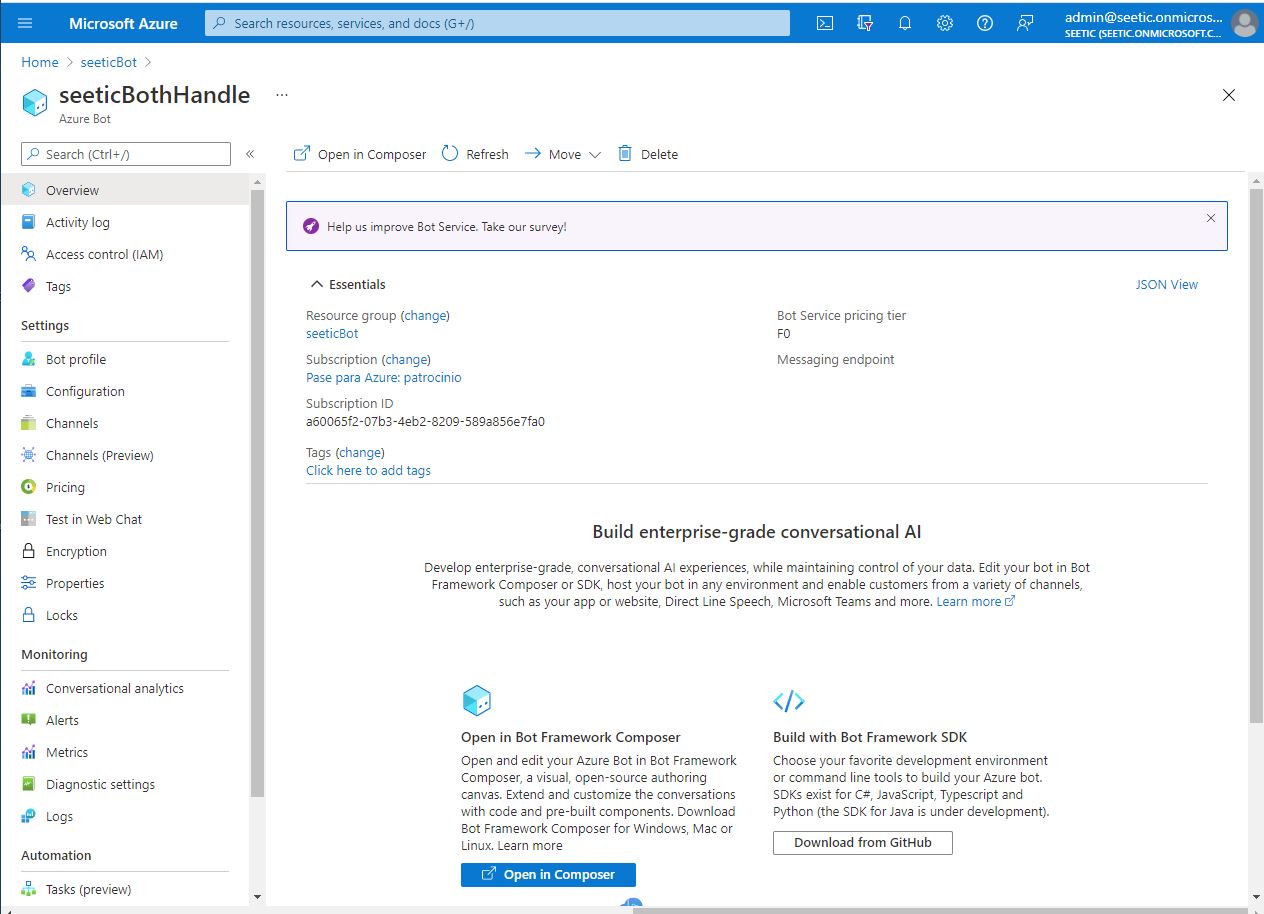 Microsoft Azure
Search resources, services, and docs (G+/)
admin@seetic.onmicros...
SEETIC (SEETIC.ONMICROSOFT.C...
Home > seeticBot >
seeticBothHandle ...
Azure Bot
Search (Ctrl+/) «
Open in Composer Refresh Move Delete
Overview
Activity log
Access control (IAM)
Tags
Settings
Bot profile
Configuration
Channels
Channels (Preview)
Pricing
Test in Web Chat
Encryption
Properties
Locks
Monitoring
Conversational analytics
Alerts
Metrics
Diagnostic settings
Logs
Automation
Tasks (preview)
Help us improve Bot Service. Take our survey!
Essentials
JSON View
Resource group (change)
seeticBot
Subscription (change)
Pase para Azure: patrocinio
Subscription ID
a60065f2-07b3-4eb2-8209-589a856e7fa0
Tags (change)
Click here to add tags
Bot Service pricing tier
F0
Messaging endpoint
Build enterprise-grade conversational AI
Develop enterprise-grade, conversational AI experiences, while maintaining control of your data. Edit your bot in Bot
Framework Composer or SDK, host your bot in any environment and enable customers from a variety of channels,
such as your app or website, Direct Line Speech, Microsoft Teams and more. Learn more
Open in Bot Framework Composer
Open and edit your Azure Bot in Bot Framework
Composer, a visual, open-source authoring
canvas. Extend and customize the conversations
with code and pre-built components. Download
Bot Framework Composer for Windows, Mac or
Linux. Learn more
Open in Composer
Build with Bot Framework SDK
Choose your favorite development environment
or command line tools to build your Azure bot.
SDKs exist for C#, JavaScript, Typescript and
Python (the SDK for Java is under development).
Download from GitHub